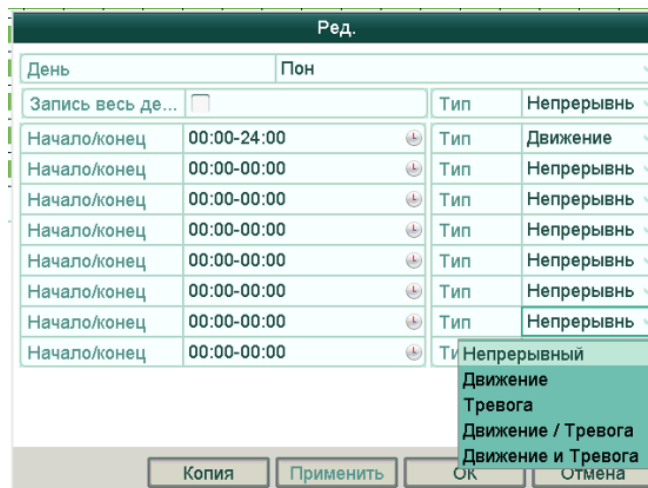 Ред.
День Пон
Запись весь де... Тип Непрерывнь
Начало/конец 00:00-24:00 Тип Движение
Начало/конец 00:00-00:00 Тип Непрерывнь
Начало/конец 00:00-00:00 Тип Непрерывнь
Начало/конец 00:00-00:00 Тип Непрерывнь
Начало/конец 00:00-00:00 Тип Непрерывнь
Начало/конец 00:00-00:00 Тип Непрерывнь
Начало/конец 00:00-00:00 Тип Непрерывнь
Начало/конец 00:00-00:00 Ти Непрерывный
Движение
Тревога
Движение / Тревога
Движение и Тревога
Копия Применить ОК Отмена